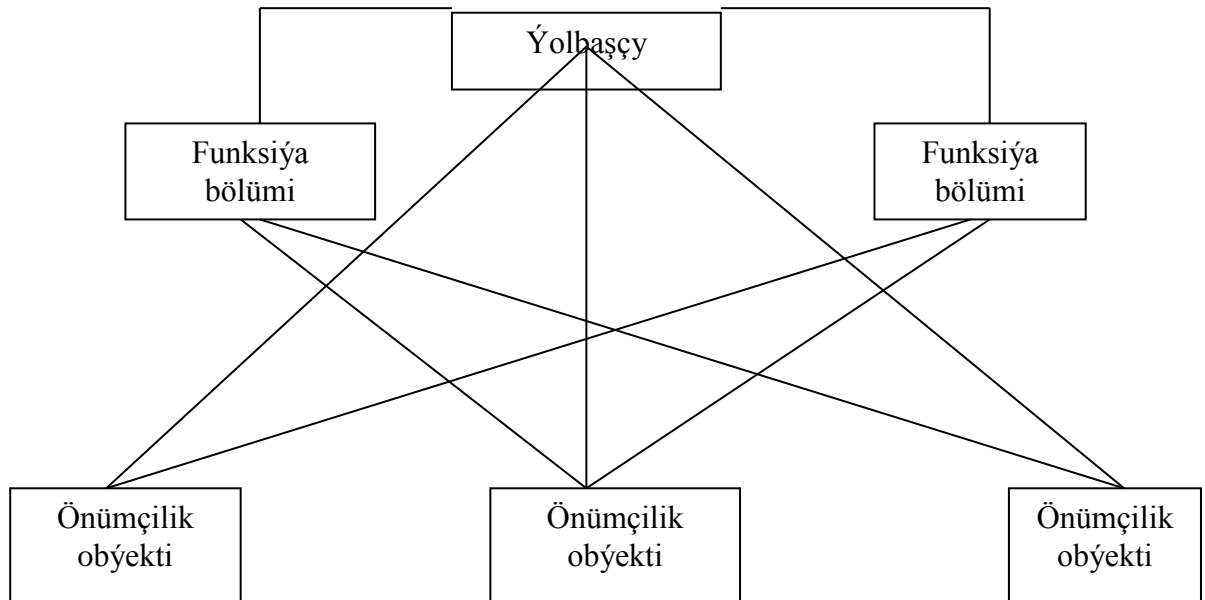 Ýolbaşçy
Funksiýa
bölümi
Funksiýa
bölümi
Önümçilik
obýekti
Önümçilik
obýekti
Önümçilik
obýekti